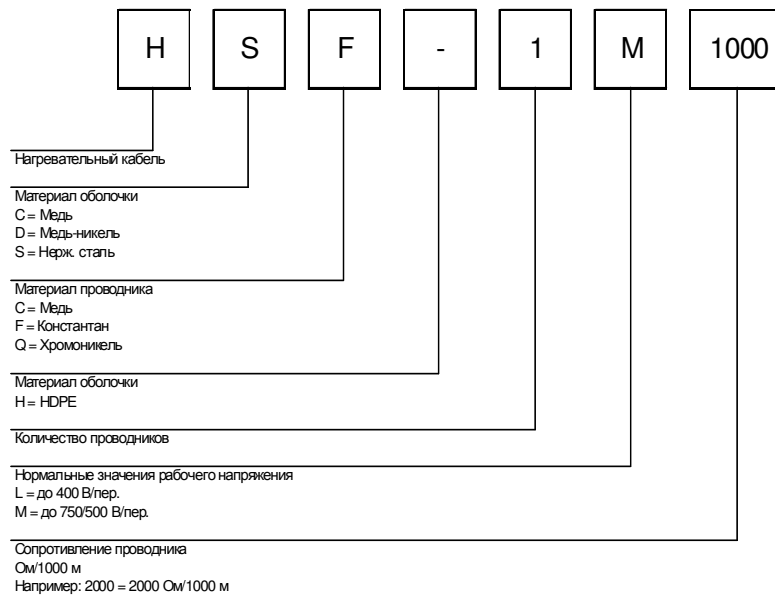 H S F - 1 M 1000
Нагревательный кабель
Материал оболочки
C = Медь
D = Медь-никель
S = Нерж. сталь
Материал проводника
C = Медь
F = Константан
Q = Хромоникель
Материал оболочки
H = HDPE
Количество проводников
Нормальные значения рабочего напряжения
L = до 400 В/пер.
M = до 750/500 В/пер.
Сопротивление проводника
Ом/1000 м
Например: 2000 = 2000 Ом/1000 м